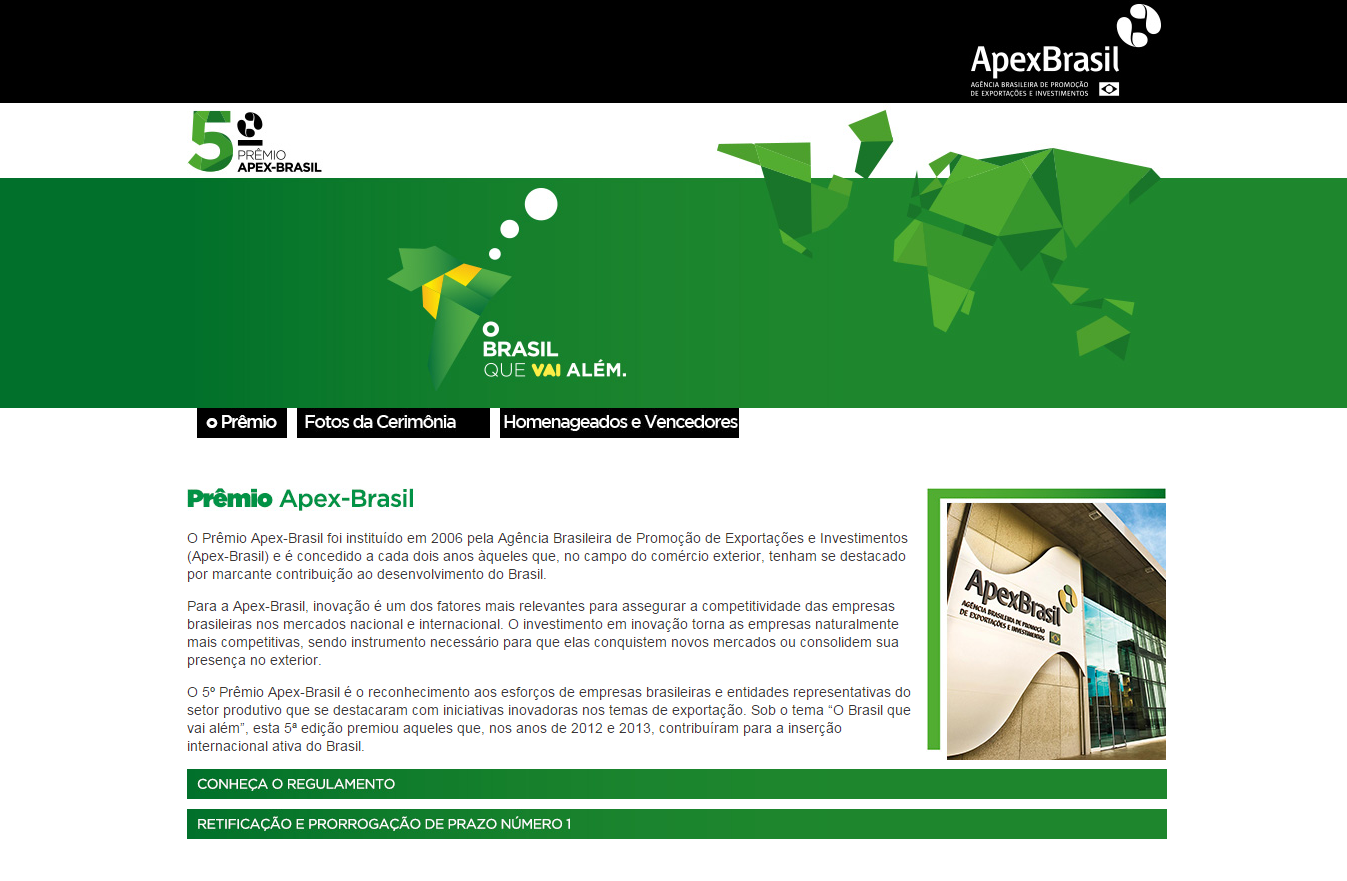 ApexBrasil
AGÊNCIA BRASILEIRA DE PROMOÇÃO
DE EXPORTAÇÕES E INVESTIMENTOS
5º
PRÊMIO
APEX-BRASIL
O
BRASIL
QUE VAI ALÉM.
o Prêmio
Fotos da Cerimônia
Homenageados e Vencedores
Prêmio Apex-Brasil
O Prêmio Apex-Brasil foi instituído em 2006 pela Agência Brasileira de Promoção de Exportações e Investimentos
(Apex-Brasil) e é concedido a cada dois anos àqueles que, no campo do comércio exterior, tenham se destacado
por marcante contribuição ao desenvolvimento do Brasil.
Para a Apex-Brasil, inovação é um dos fatores mais relevantes para assegurar a competitividade das empresas
brasileiras nos mercados nacional e internacional. O investimento em inovação torna as empresas naturalmente
mais competitivas, sendo instrumento necessário para que elas conquistem novos mercados ou consolidem sua
presença no exterior.
O 5º Prêmio Apex-Brasil é o reconhecimento aos esforços de empresas brasileiras e entidades representativas do
setor produtivo que se destacaram com iniciativas inovadoras nos temas de exportação. Sob o tema “O Brasil que
vai além”, esta 5ª edição premiou aqueles que, nos anos de 2012 e 2013, contribuíram para a inserção
internacional ativa do Brasil.
ApexBrasil
AGÊNCIA BRASILEIRA DE PROMOÇÃO
DE EXPORTAÇÕES E INVESTIMENTOS
CONHEÇA O REGULAMENTO
RETIFICAÇÃO E PRORROGAÇÃO DE PRAZO NÚMERO 1